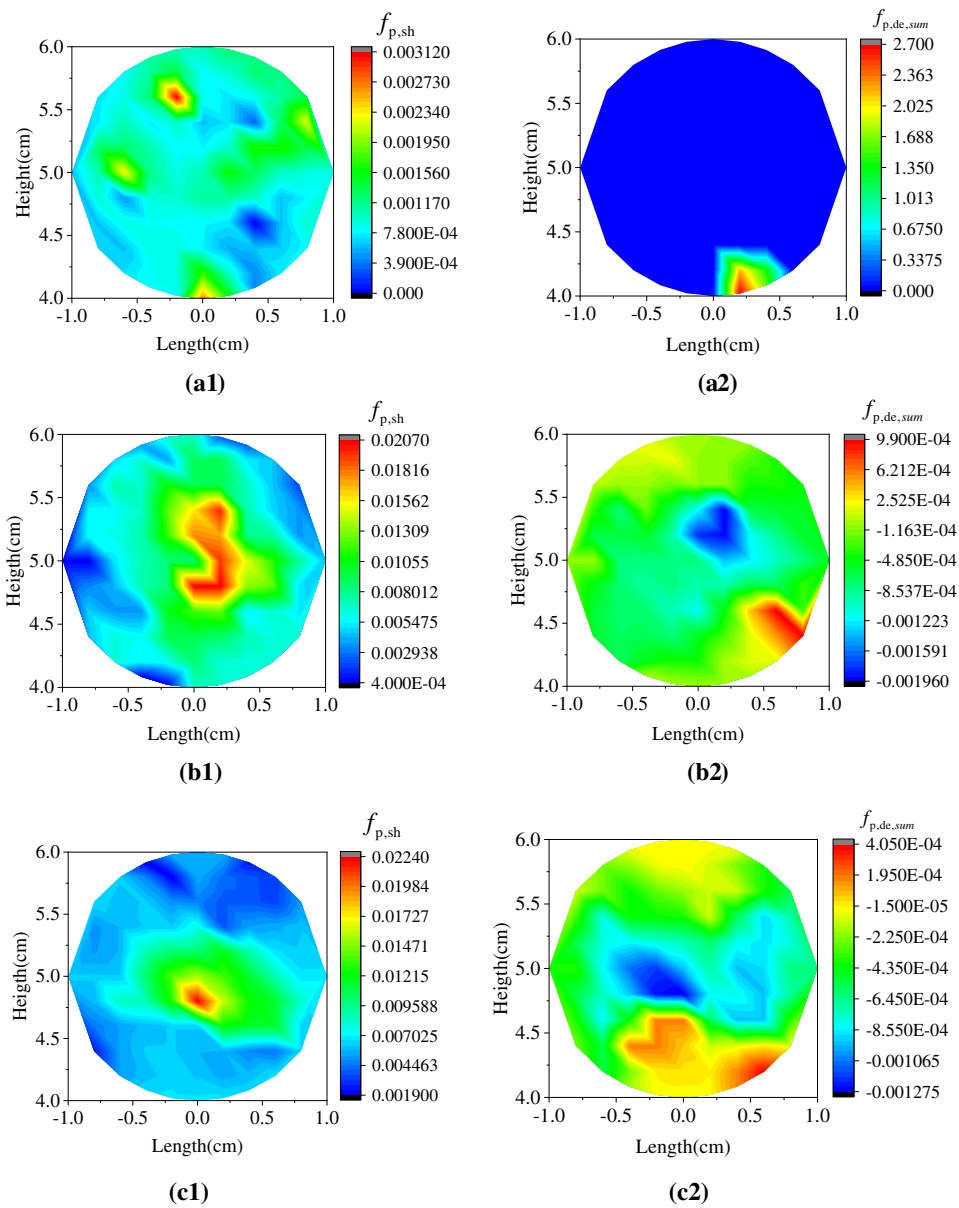 f p,sh
0.003120
0.002730
0.002340
0.001950
0.001560
0.001170
7.800E-04
3.900E-04
0.000
6.0
5.5
5.0
4.5
4.0
Height(cm)
-1.0 -0.5 0.0 0.5 1.0
Length(cm)
(a1)
f p,de,sum
2.700
2.363
2.025
1.688
1.350
1.013
0.6750
0.3375
0.000
6.0
5.5
5.0
4.5
4.0
Height(cm)
-1.0 -0.5 0.0 0.5 1.0
Length(cm)
(a2)
f p,sh
0.02070
0.01816
0.01562
0.01309
0.01055
0.008012
0.005475
0.002938
4.000E-04
6.0
5.5
5.0
4.5
4.0
Heigth(cm)
-1.0 -0.5 0.0 0.5 1.0
Length(cm)
(b1)
f p,de,sum
9.900E-04
6.212E-04
2.525E-04
-1.163E-04
-4.850E-04
-8.537E-04
-0.001223
-0.001591
-0.001960
6.0
5.5
5.0
4.5
4.0
Heigth(cm)
-1.0 -0.5 0.0 0.5 1.0
Length(cm)
(b2)
f p,sh
0.02240
0.01984
0.01727
0.01471
0.01215
0.009588
0.007025
0.004463
0.001900
6.0
5.5
5.0
4.5
4.0
Heigth(cm)
-1.0 -0.5 0.0 0.5 1.0
Length(cm)
(c1)
f p,de,sum
4.050E-04
1.950E-04
-1.500E-05
-2.250E-04
-4.350E-04
-6.450E-04
-8.550E-04
-0.001065
-0.001275
6.0
5.5
5.0
4.5
4.0
Heigth(cm)
-1.0 -0.5 0.0 0.5 1.0
Length(cm)
(c2)